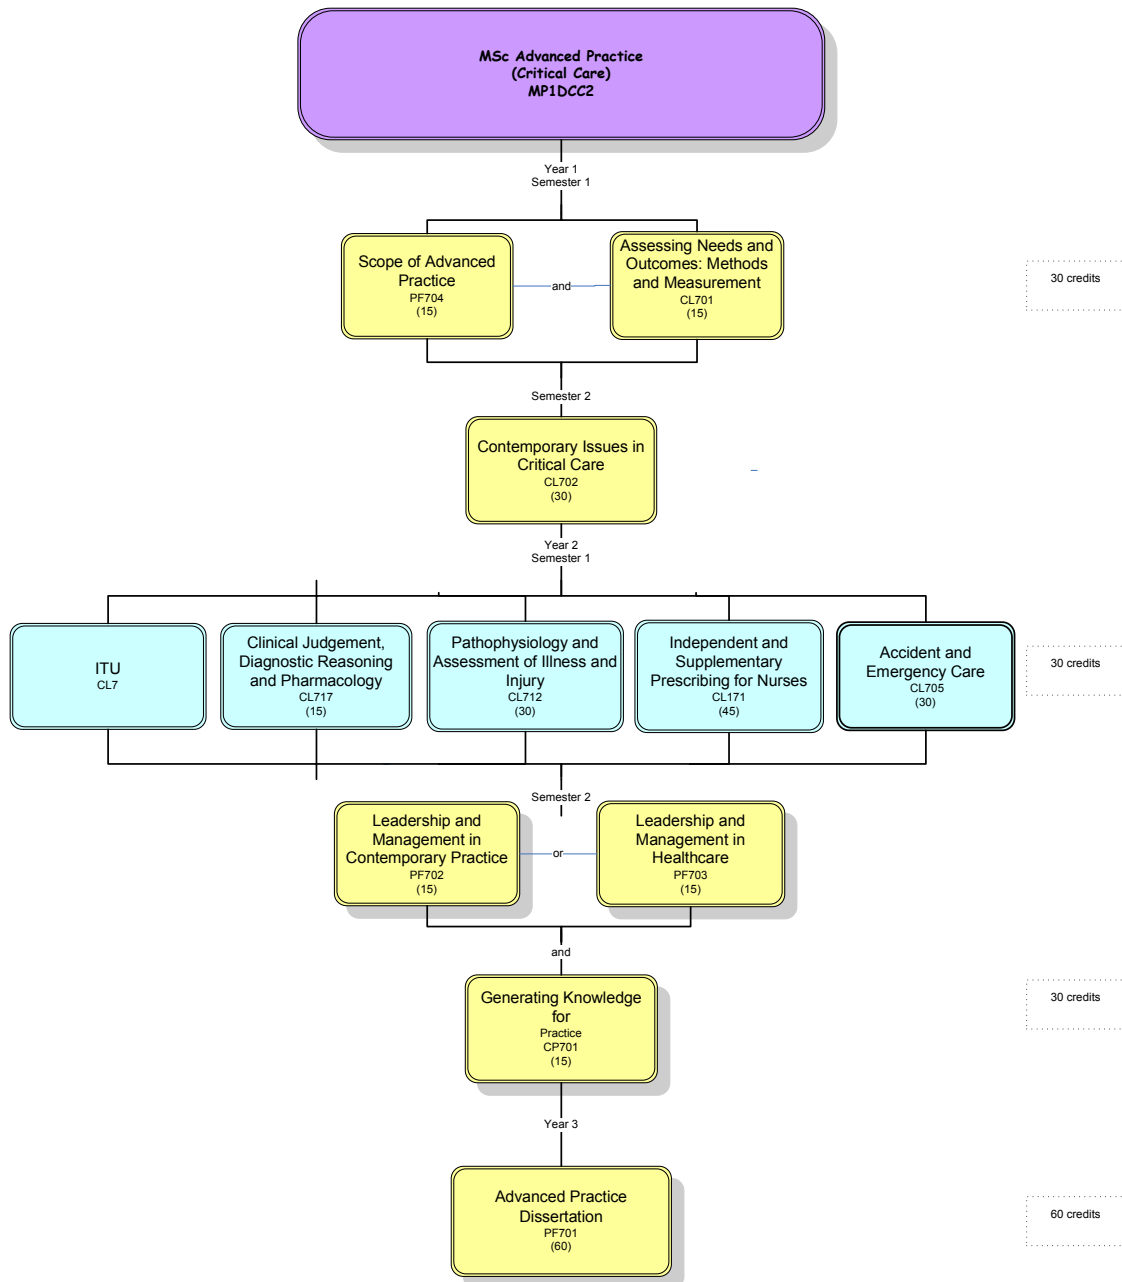 MSc Advanced Practice
(Critical Care)
MP1DCC2
Year 1
Semester 1
Scope of Advanced
Practice
PF704
(15)
and
Assessing Needs and
Outcomes: Methods
and Measurement
CL701
(15)
30 credits
Semester 2
Contemporary Issues in
Critical Care
CL702
(30)
Year 2
Semester 1
ITU
CL7
Clinical Judgement,
Diagnostic Reasoning
and Pharmacology
CL717
(15)
Pathophysiology and
Assessment of Illness and
Injury
CL712
(30)
Independent and
Supplementary
Prescribing for Nurses
CL171
(45)
Accident and
Emergency Care
CL705
(30)
30 credits
Semester 2
Leadership and
Management in
Contemporary Practice
PF702
(15)
or
Leadership and
Management in
Healthcare
PF703
(15)
and
Generating Knowledge
for
Practice
CP701
(15)
30 credits
Year 3
Advanced Practice
Dissertation
PF701
(60)
60 credits